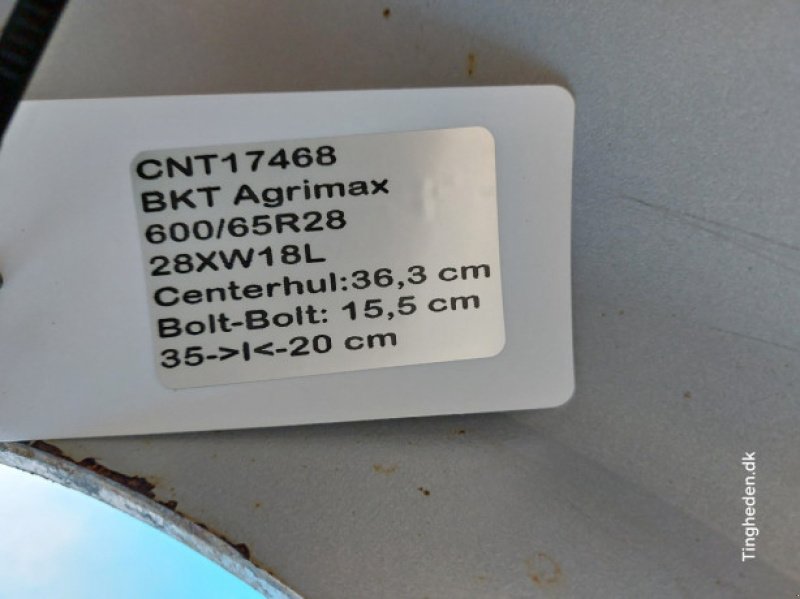 CNT17468
BKT Agrimax
600/65R28
28XW18L
Centerhul:36,3 cm
Bolt-Bolt: 15,5 cm
35->I<-20 cm
Tingheden.dk